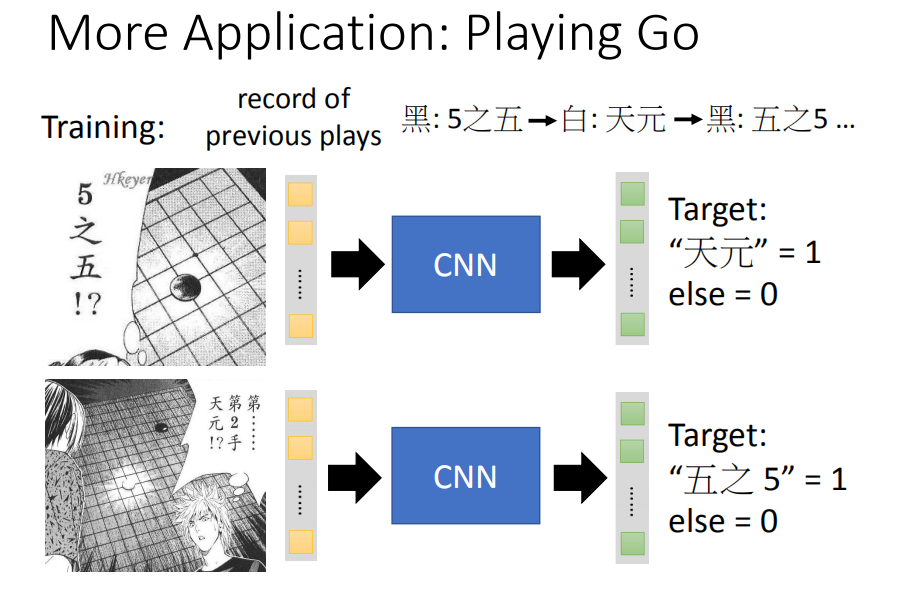 More Application: Playing Go
Training:
record of
previous plays
黑: 5之五 → 白: 天元 → 黑: 五之5 ...
Hkeyer
5之五!?
CNN
Target:
“天元” = 1
else = 0
第……
第2手
天元!?
CNN
Target:
“五之 5” = 1
else = 0